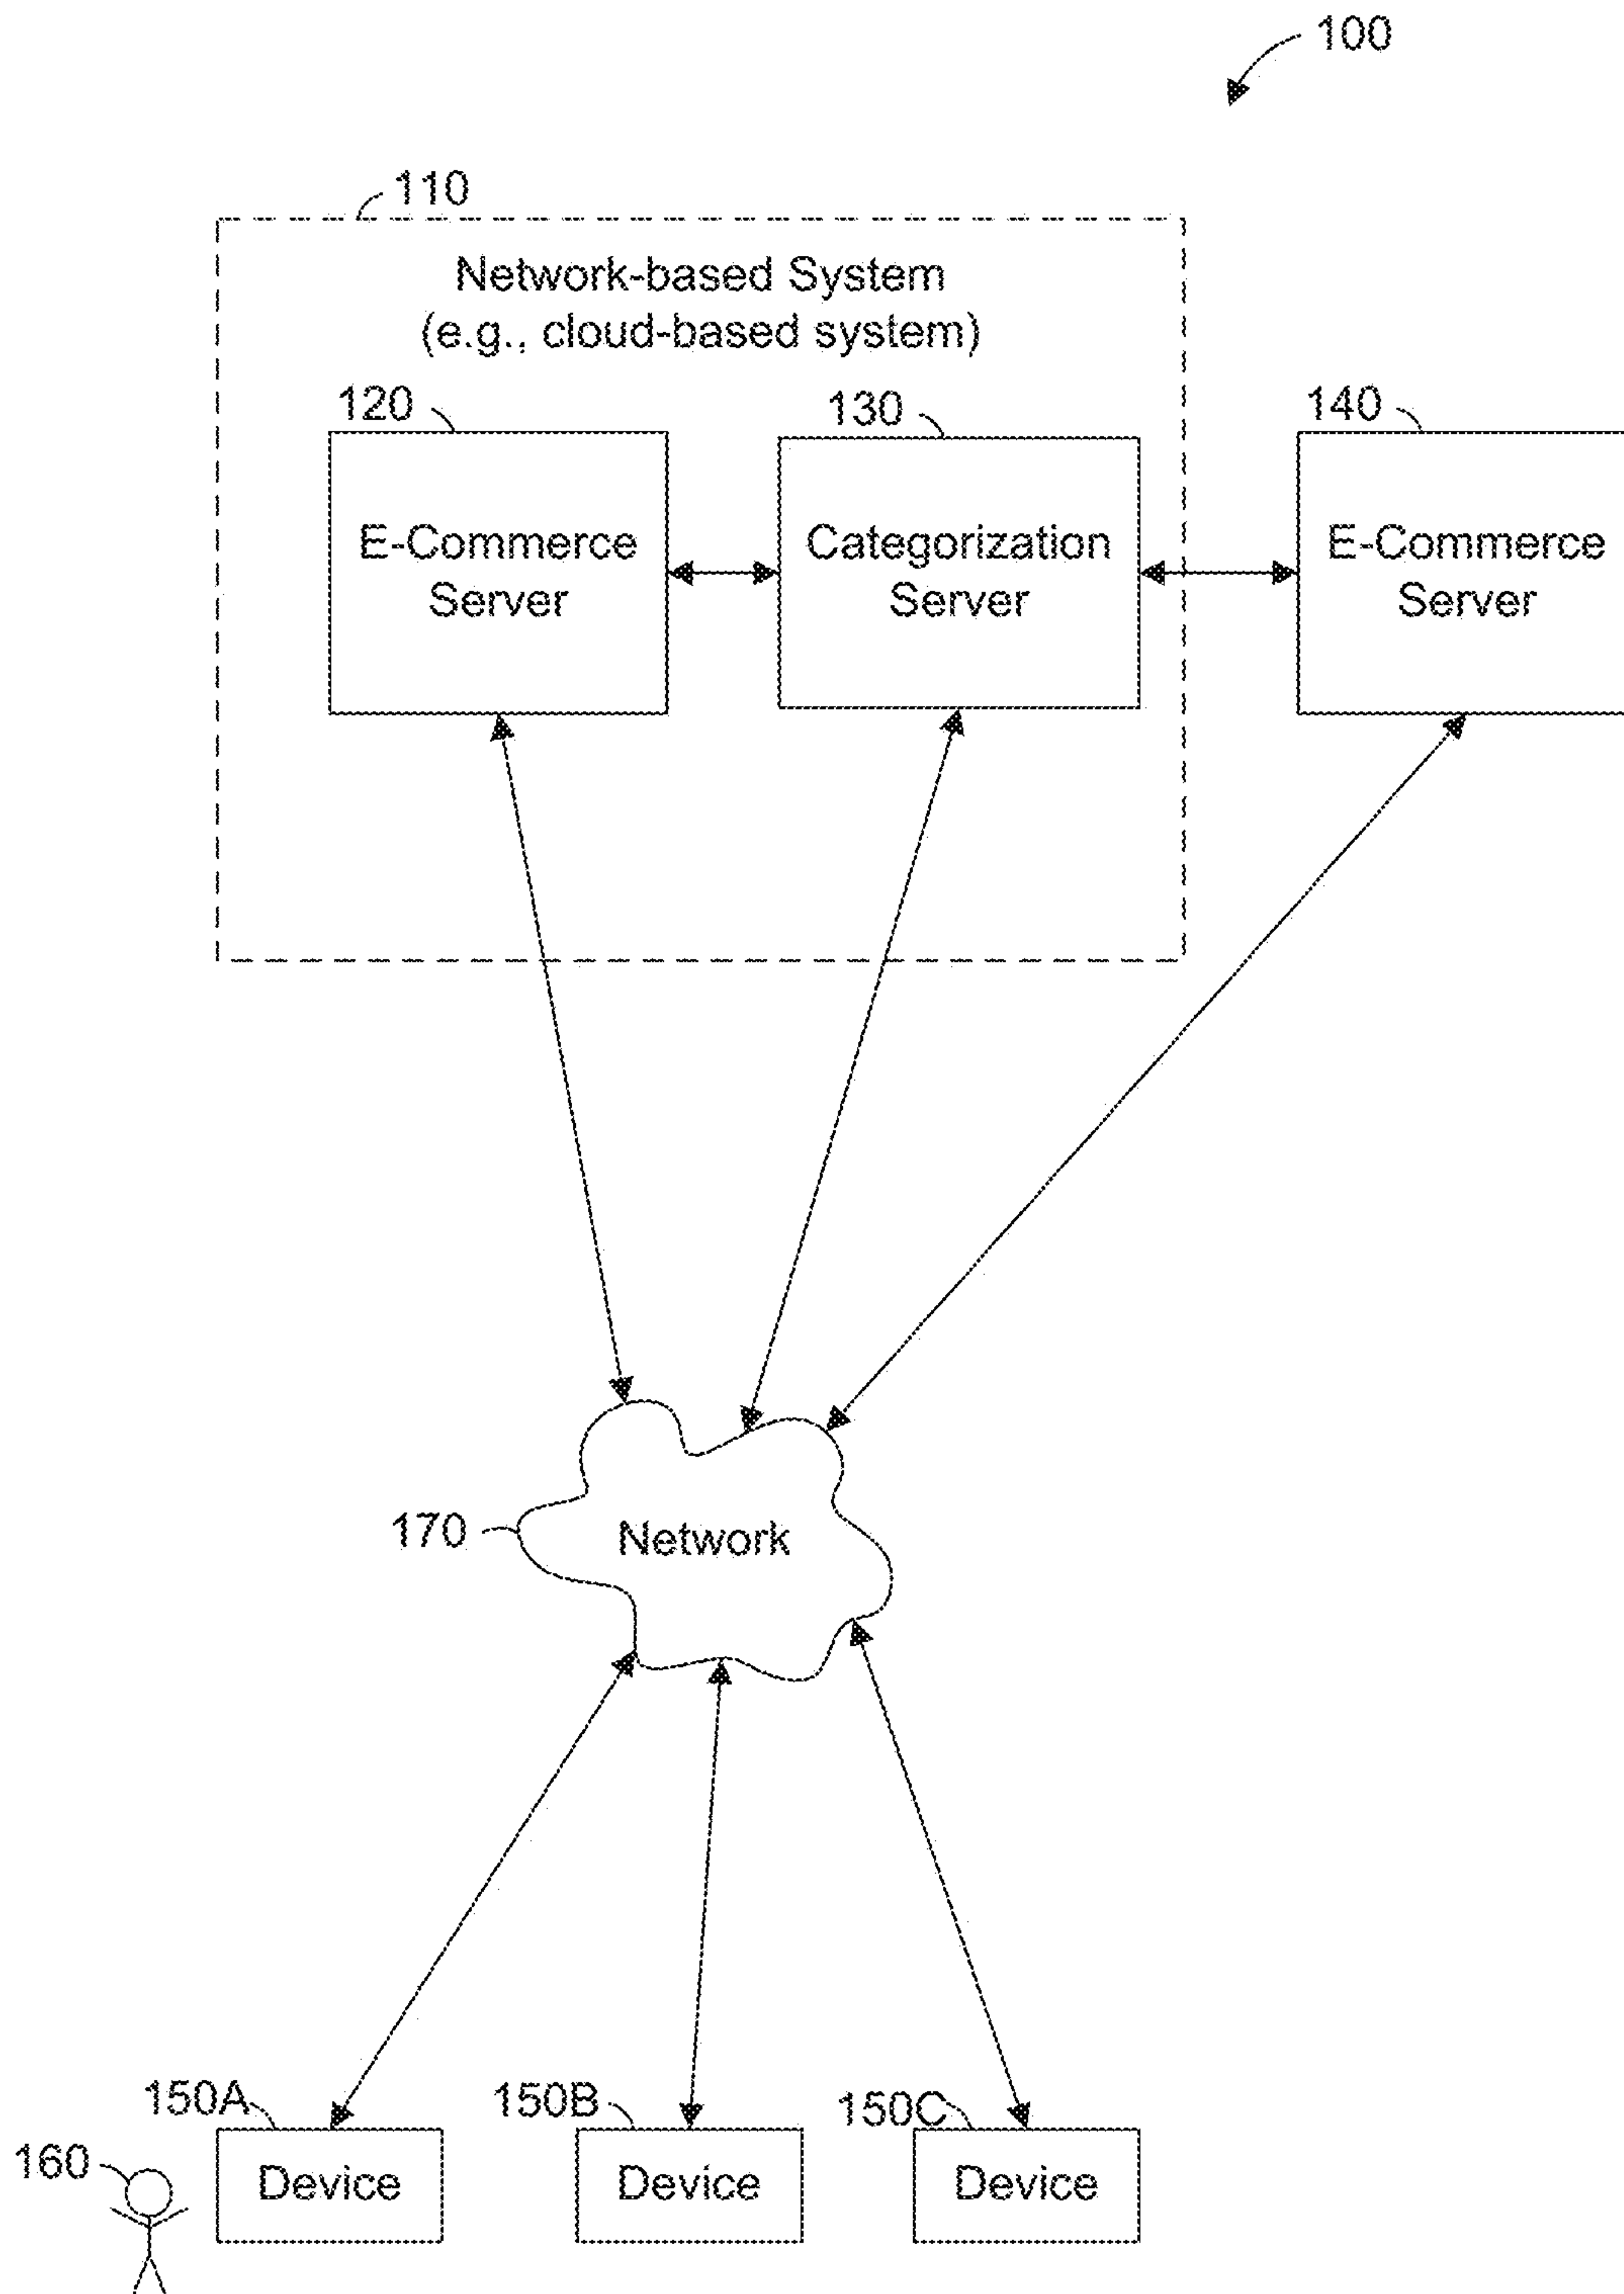 100
110
Network-based System
(e.g., cloud-based system)
120
130
140
E-Commerce
Server
Categorization
Server
E-Commerce
Server
170
Network
150A
150B
150C
160
Device
Device
Device